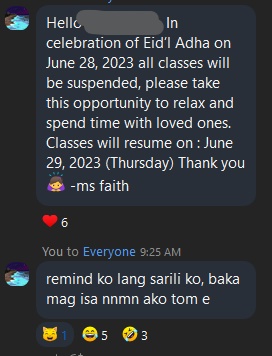 Hello In
celebration of Eid'l Adha on
June 28, 2023 all classes will
be suspended, please take
this opportunity to relax and
spend time with loved ones.
Classes will resume on : June
29, 2023 (Thursday) Thank you
🙇 -ms faith
❤️ 6
You to Everyone 9:25 AM
remind ko lang sarili ko, baka
mag isa nnmn ako tom e
😺 1 😅 5 🤣 3